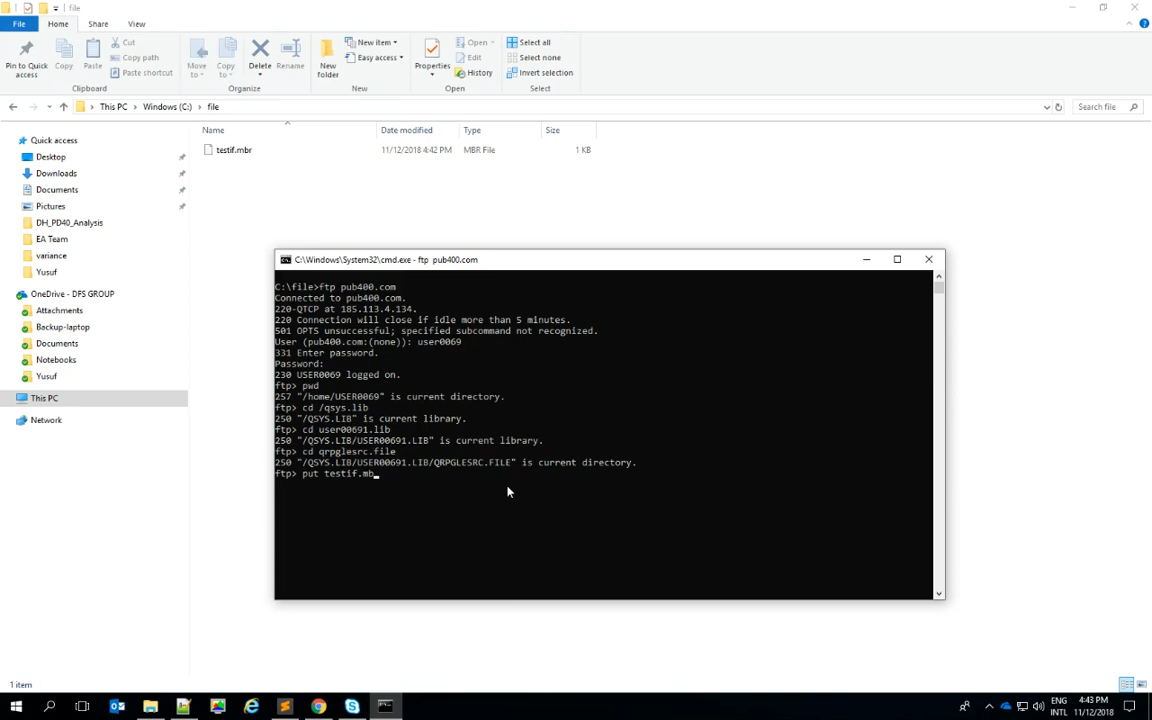 file
File
Home
Share
View
Pin to Quick access
Copy
Paste
Cut
Copy path
Paste shortcut
Clipboard
Move to
Copy to
Delete
Rename
Organize
New folder
New item
Easy access
New
Properties
Open
Edit
History
Open
Select all
Select none
Invert selection
Select
This PC > Windows (C:) > file
Search file
Name
Date modified
Type
Size
testif.mbr
11/12/2018 4:42 PM
MBR File
1 KB
Quick access
Desktop
Downloads
Documents
Pictures
DH_PD40_Analysis
EA Team
variance
Yusuf
OneDrive - DFS GROUP
Attachments
Backup-laptop
Documents
Notebooks
Yusuf
This PC
Network
C:\Windows\System32\cmd.exe - ftp pub400.com
C:\file>ftp pub400.com
Connected to pub400.com.
220-QTCP at 185.113.4.134.
220 Connection will close if idle more than 5 minutes.
501 OPTS unsuccessful; specified subcommand not recognized.
User (pub400.com:(none)): user0069
331 Enter password.
Password:
230 USER0069 logged on.
ftp> pwd
257 "/home/USER0069" is current directory.
ftp> cd /qsys.lib
250 "/QSYS.LIB" is current library.
ftp> cd user00691.lib
250 "/QSYS.LIB/USER00691.LIB" is current library.
ftp> cd qrpglesrc.file
250 "/QSYS.LIB/USER00691.LIB/QRPGLESRC.FILE" is current directory.
ftp> put testif.mb_
1 item
ENG
INTL
4:43 PM
11/12/2018